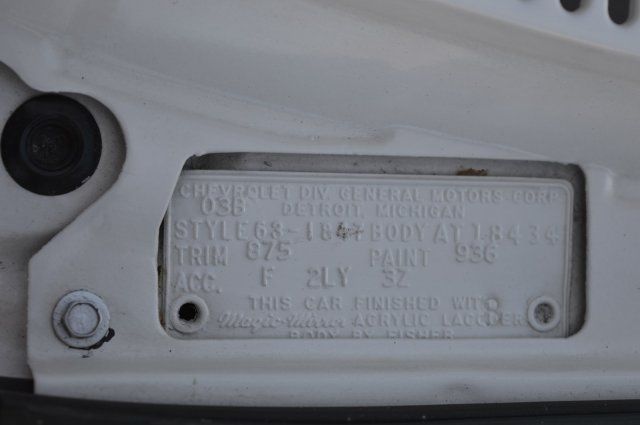 CHEVROLET DIV. GENERAL MOTORS CORP
03B DETROIT, MICHIGAN
STYLE 63-1847 BODY AT 18434
TRIM 875 PAINT 936
ACC. F 2LY 3Z
THIS CAR FINISHED WITH
Magic-Mirror ACRYLIC LACQUER
BODY BY FISHER